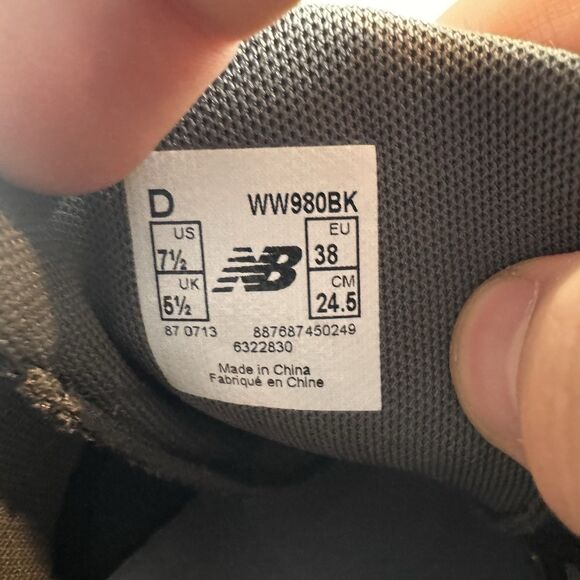 D WW980BK
US EU
7½ 38
UK CM
5½ NB 24.5
87 0713 887687450249
6322830
Made in China
Fabriqué en Chine